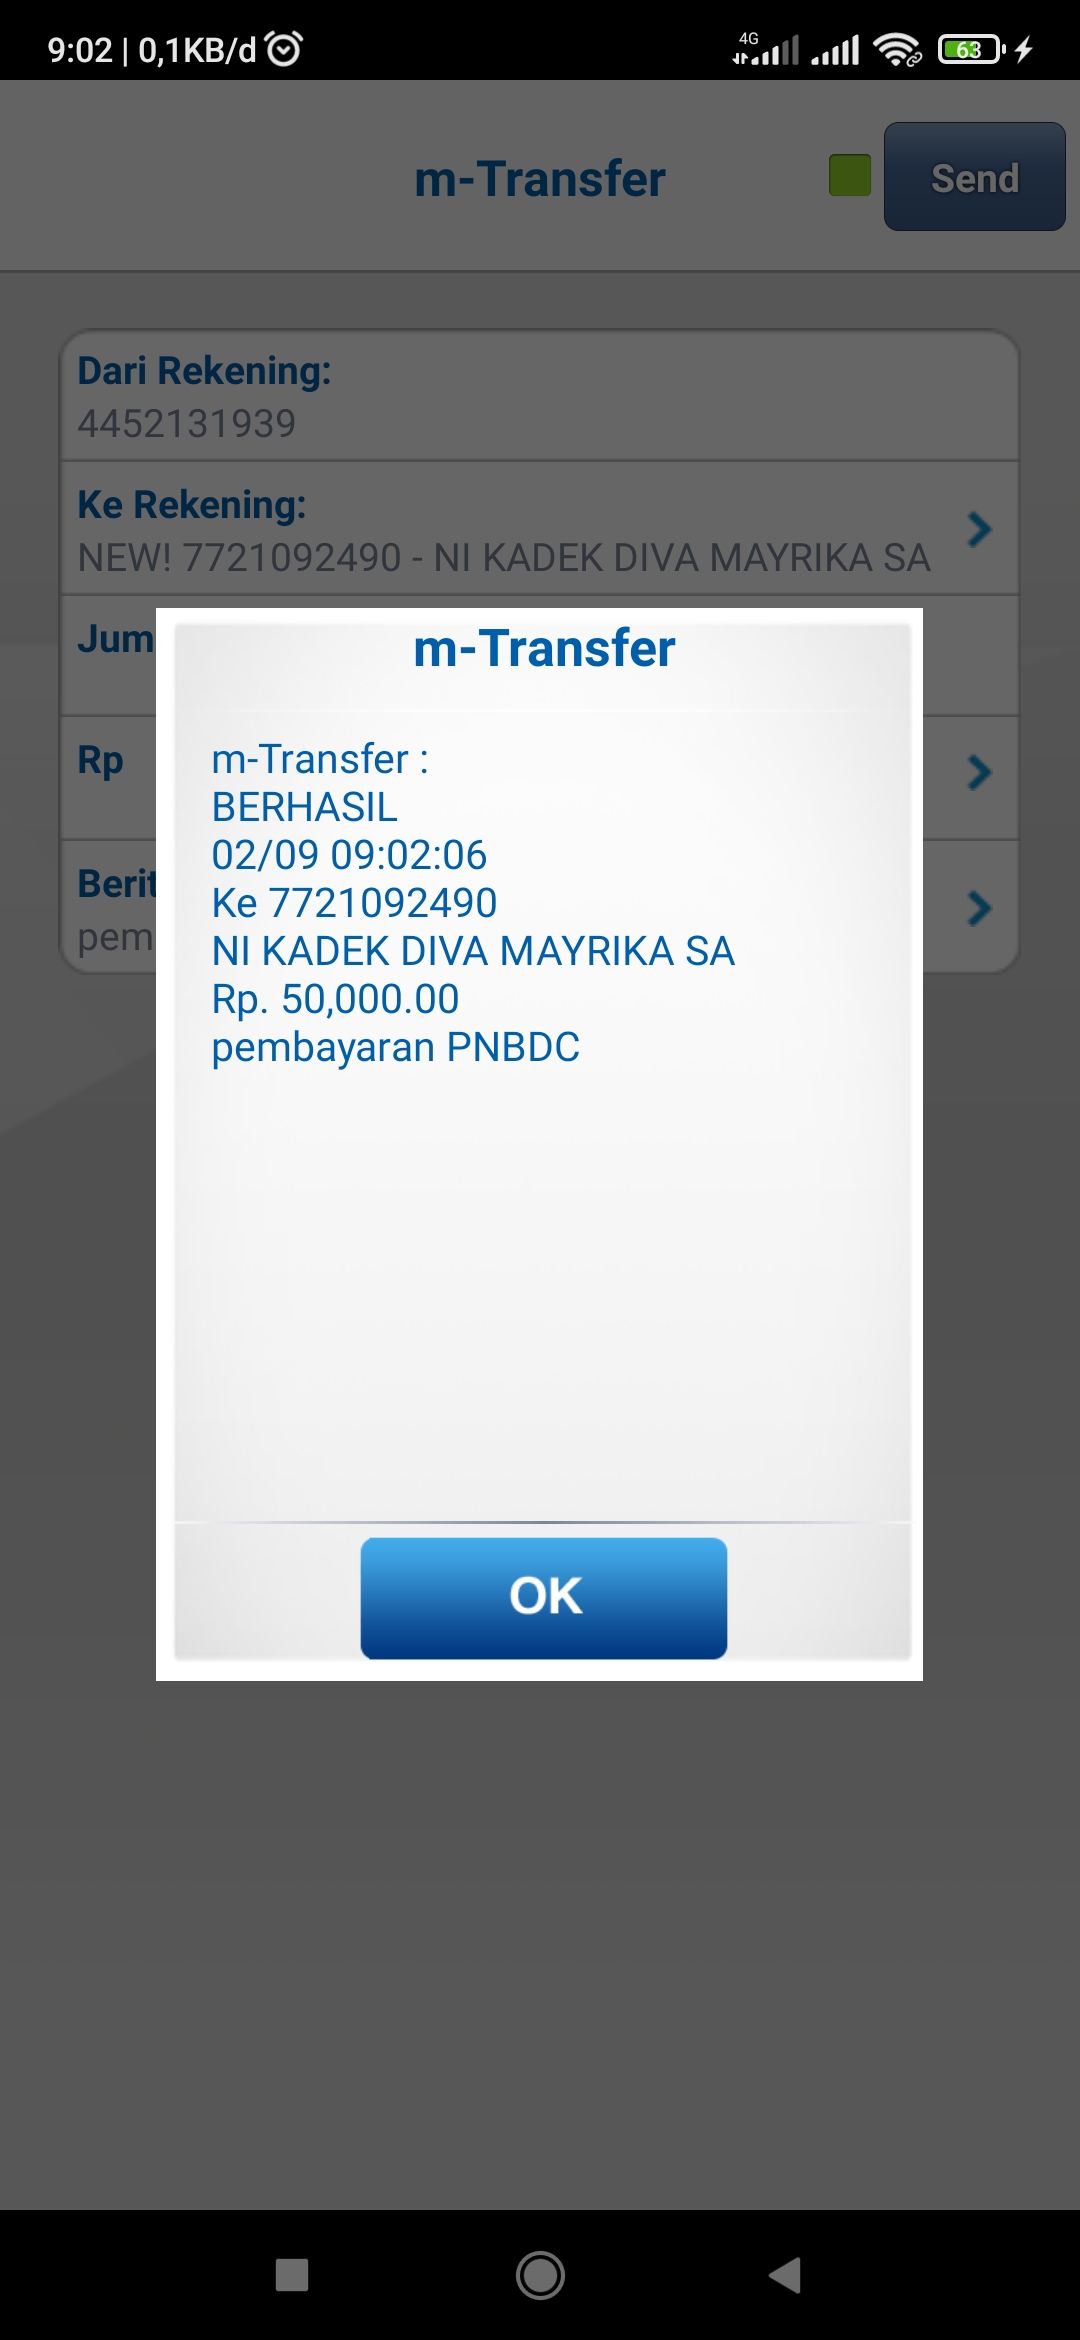 9:02 | 0,1KB/d
4G
63
m-Transfer
Send
Dari Rekening:
4452131939
Ke Rekening:
NEW! 7721092490 - NI KADEK DIVA MAYRIKA SA
Jum
Rp
Berit
pem
m-Transfer
m-Transfer :
BERHASIL
02/09 09:02:06
Ke 7721092490
NI KADEK DIVA MAYRIKA SA
Rp. 50,000.00
pembayaran PNBDC
OK